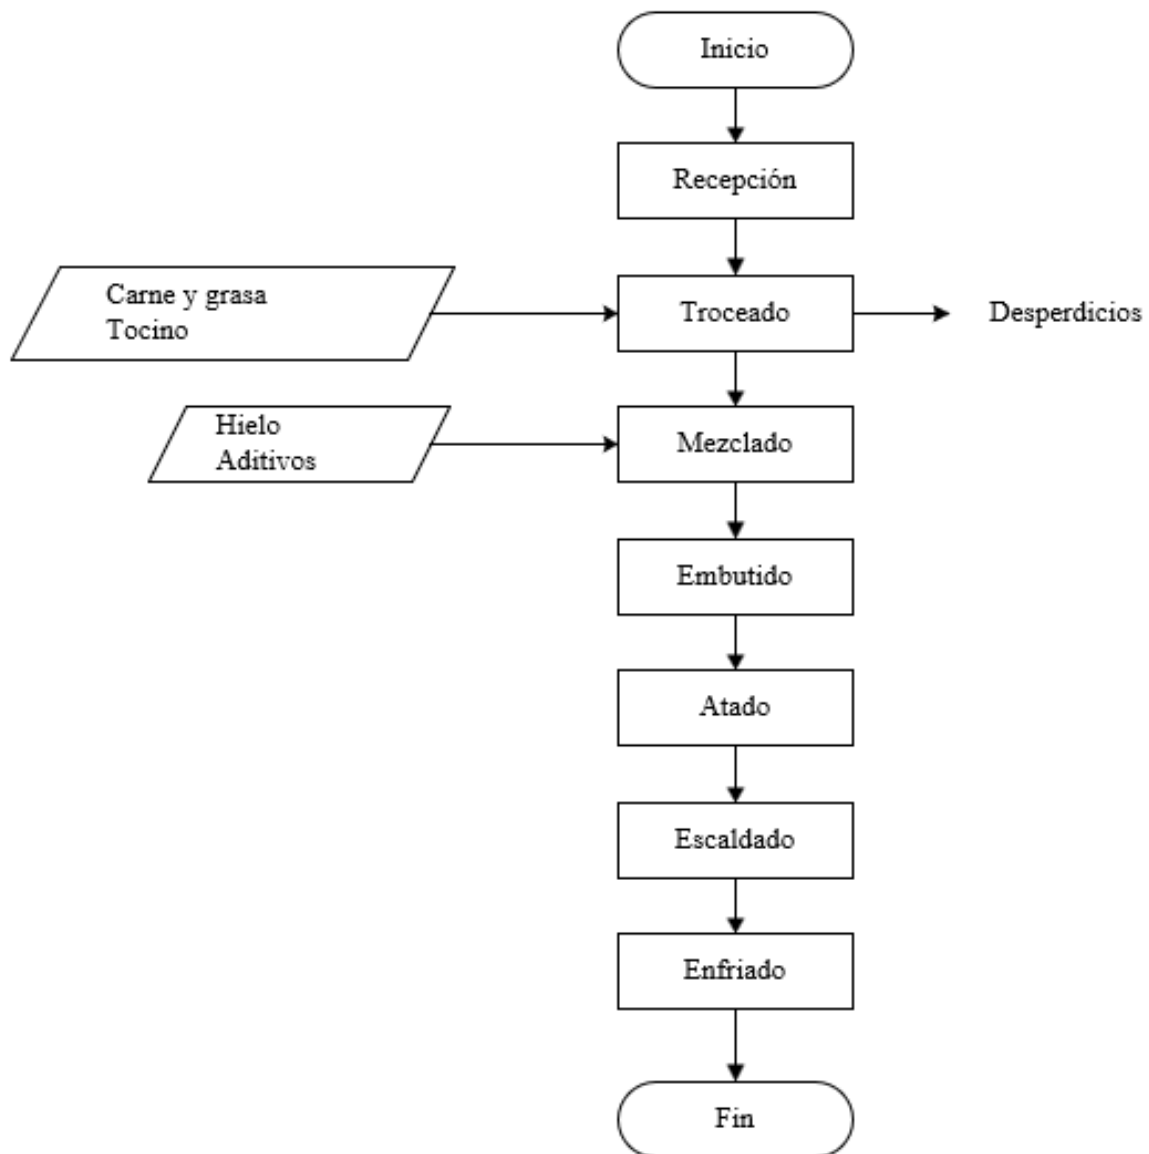 Inicio
Recepción
Carne y grasa
Tocino
Troceado
Desperdicios
Hielo
Aditivos
Mezclado
Embutido
Atado
Escaldado
Enfriado
Fin